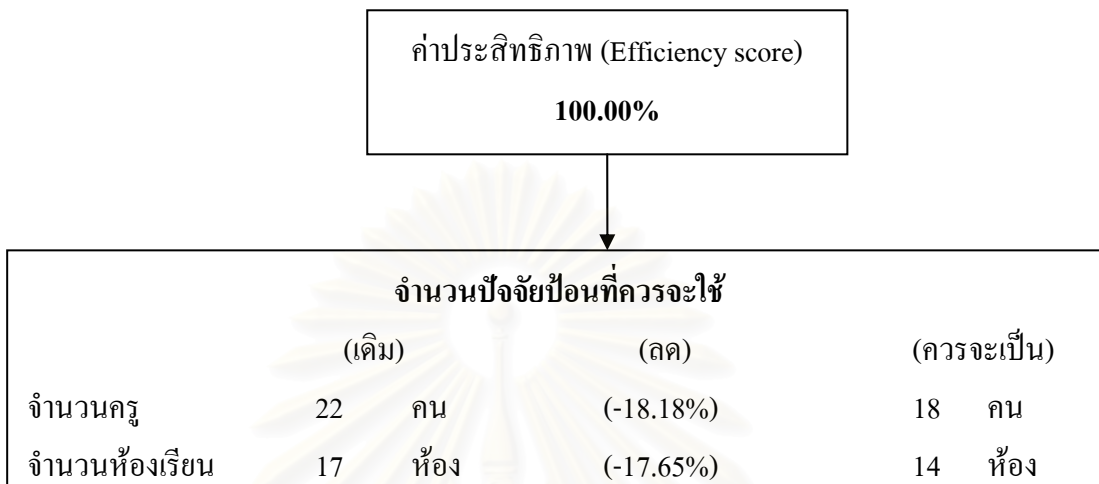 ค่าประสิทธิภาพ (Efficiency score)
100.00%
จำนวนปัจจัยป้อนที่ควรจะใช้
(เดิม) (ลด) (ควรจะเป็น)
จำนวนครู 22 คน (-18.18%) 18 คน
จำนวนห้องเรียน 17 ห้อง (-17.65%) 14 ห้อง